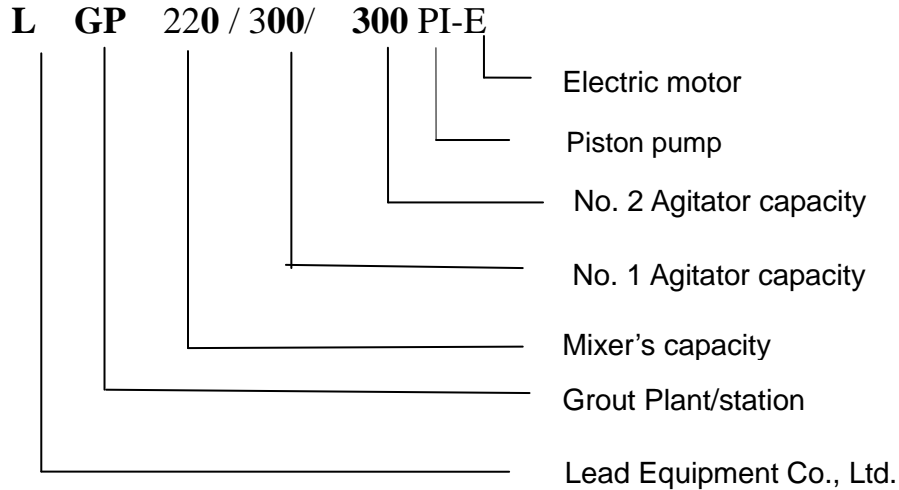 L GP 220 / 300/ 300 PI-E
Electric motor
Piston pump
No. 2 Agitator capacity
No. 1 Agitator capacity
Mixer's capacity
Grout Plant/station
Lead Equipment Co., Ltd.